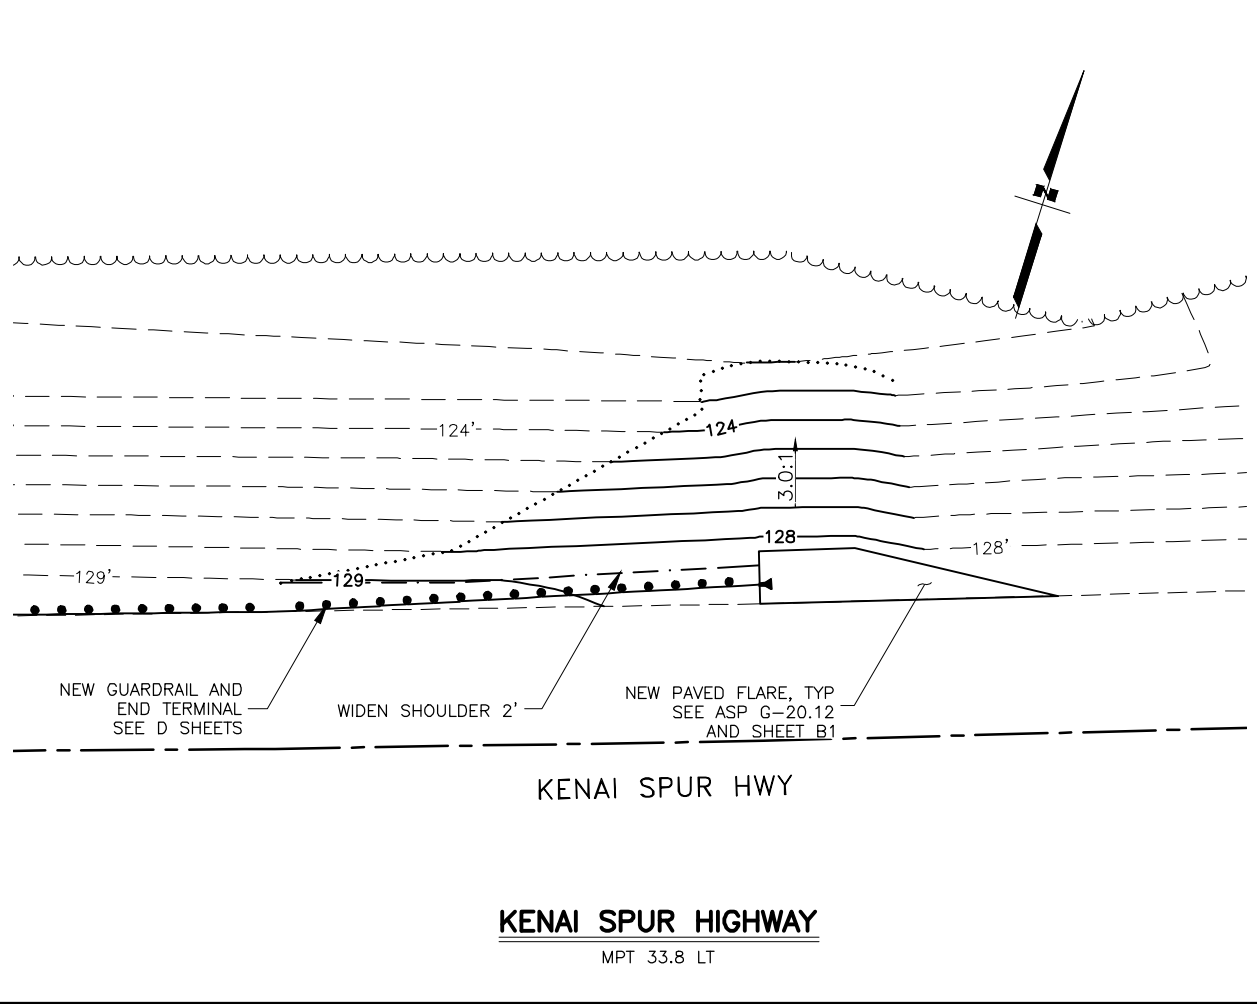 N
124'
124
3.0:1
128
128'
129'
129
NEW GUARDRAIL AND
END TERMINAL
SEE D SHEETS
WIDEN SHOULDER 2'
NEW PAVED FLARE, TYP
SEE ASP G-20.12
AND SHEET B1
KENAI SPUR HWY
KENAI SPUR HIGHWAY
MPT 33.8 LT